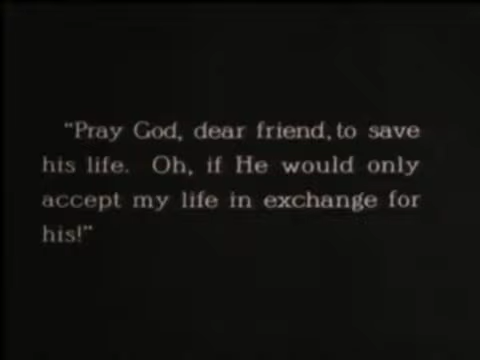 "Pray God, dear friend, to save
his life. Oh, if He would only
accept my life in exchange for
his!"